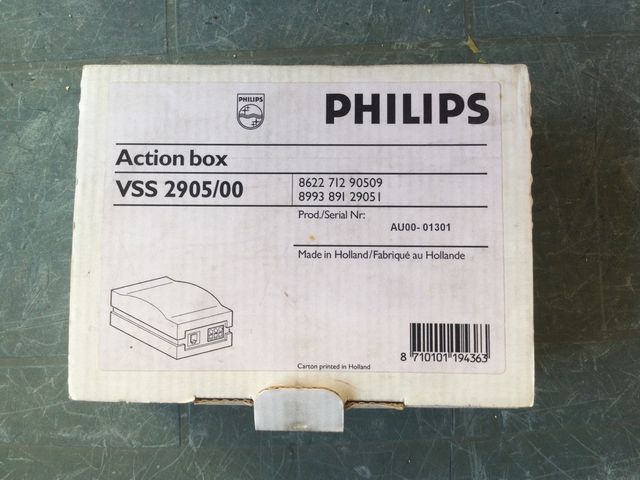 PHILIPS
PHILIPS
Action box
VSS 2905/00
8622 712 90509
8993 891 29051
Prod./Serial Nr:
AU00-01301
Made in Holland/Fabriqué au Hollande
8 710101 194363
Carton printed in Holland